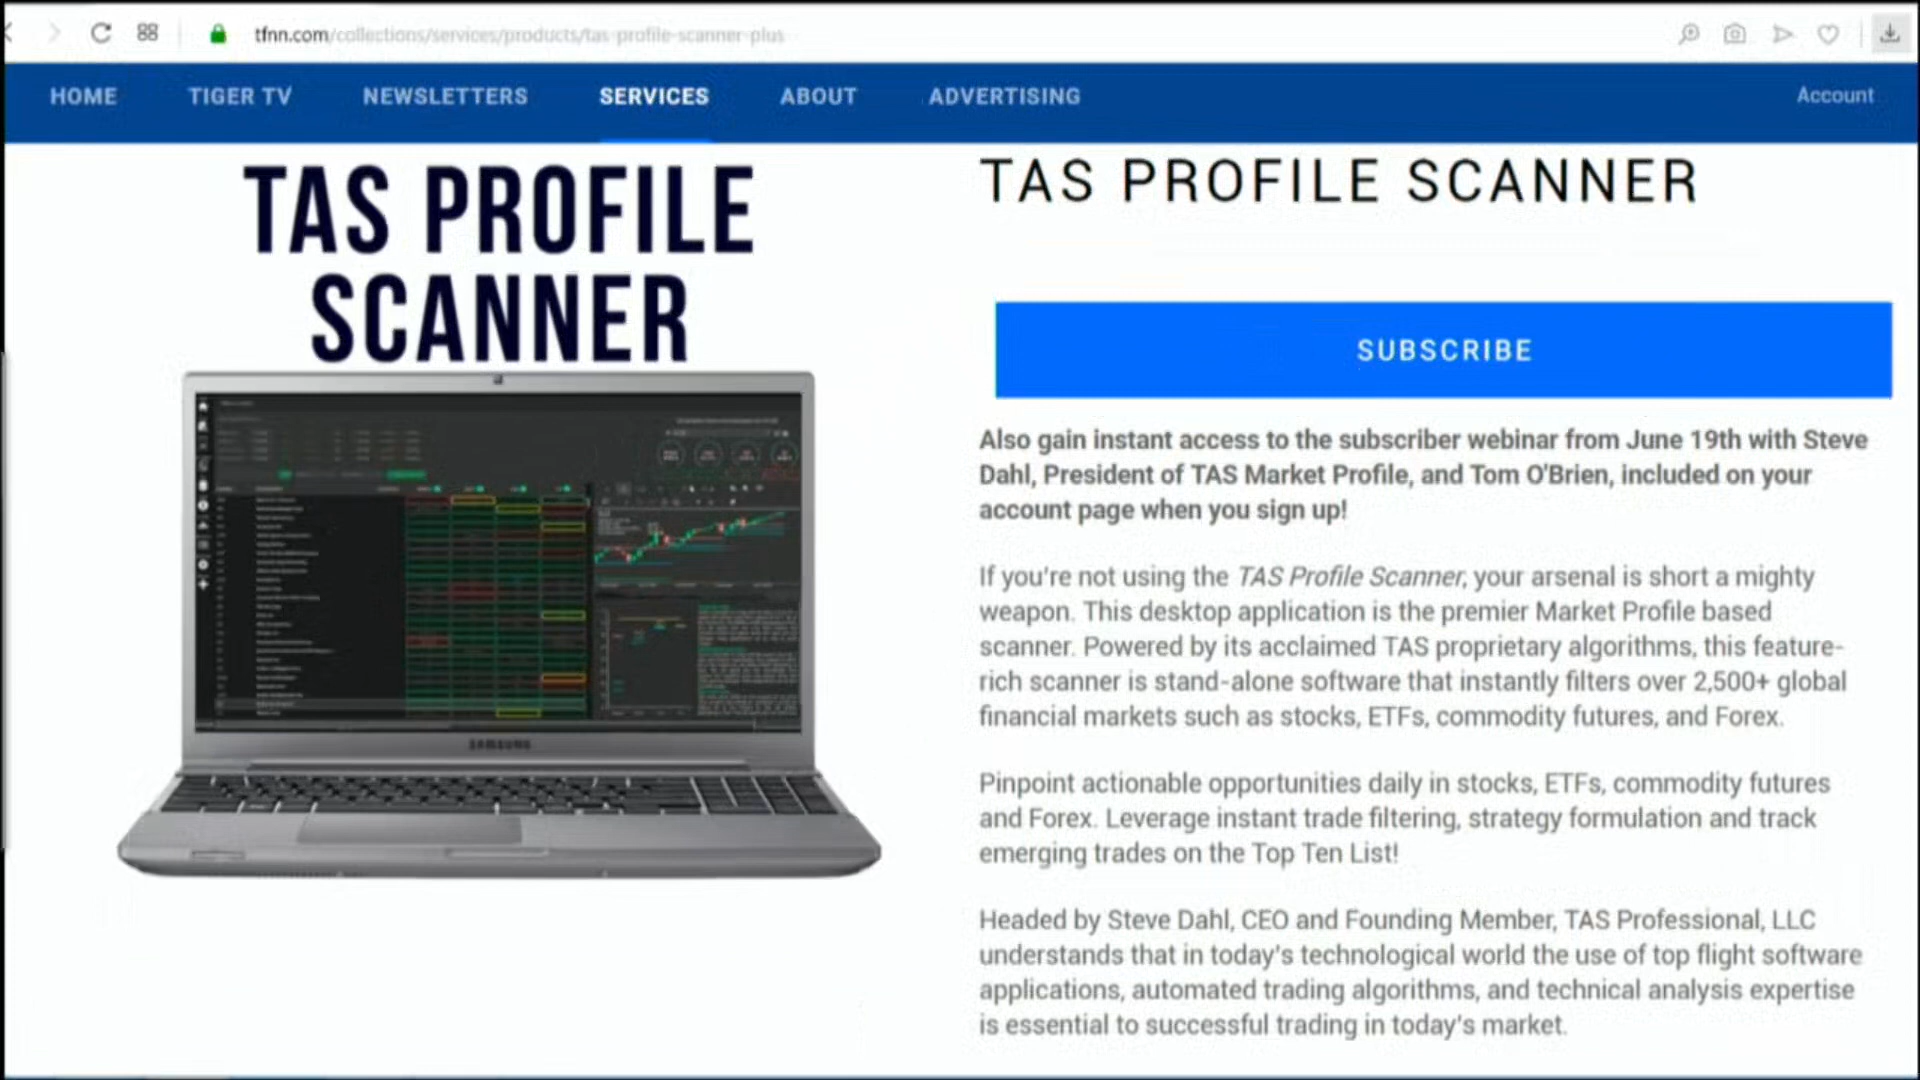 tfnn.com/collections/services/products/tas-profile-scanner-plus
HOME TIGER TV NEWSLETTERS SERVICES ABOUT ADVERTISING Account
TAS PROFILE
SCANNER
SAMSUNG
TAS PROFILE SCANNER
SUBSCRIBE
Also gain instant access to the subscriber webinar from June 19th with Steve
Dahl, President of TAS Market Profile, and Tom O'Brien, included on your
account page when you sign up!
If you're not using the TAS Profile Scanner, your arsenal is short a mighty
weapon. This desktop application is the premier Market Profile based
scanner. Powered by its acclaimed TAS proprietary algorithms, this feature-
rich scanner is stand-alone software that instantly filters over 2,500+ global
financial markets such as stocks, ETFs, commodity futures, and Forex.
Pinpoint actionable opportunities daily in stocks, ETFs, commodity futures
and Forex. Leverage instant trade filtering, strategy formulation and track
emerging trades on the Top Ten List!
Headed by Steve Dahl, CEO and Founding Member, TAS Professional, LLC
understands that in today's technological world the use of top flight software
applications, automated trading algorithms, and technical analysis expertise
is essential to successful trading in today's market.